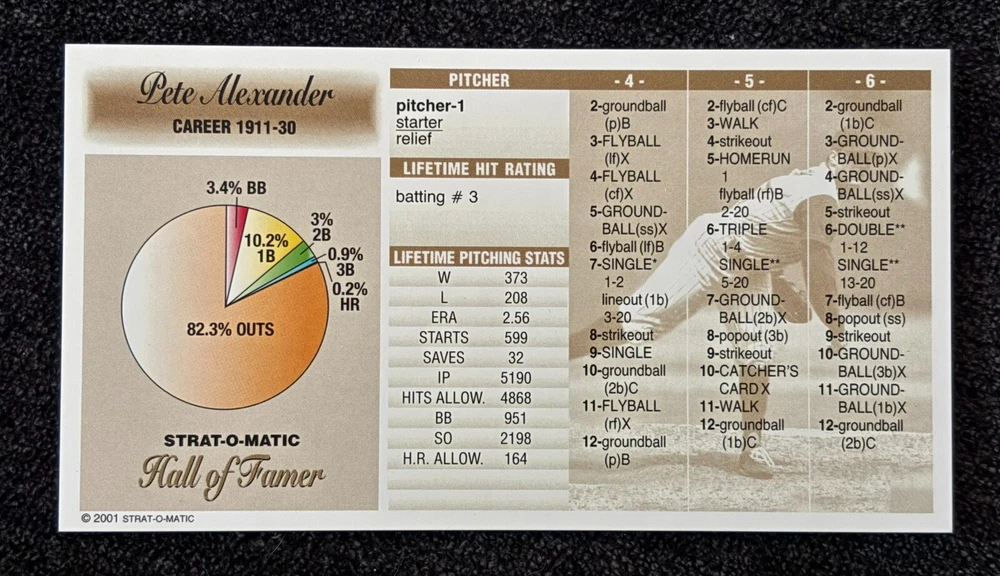 Pete Alexander
CAREER 1911-30
3.4% BB
10.2%
1B
3%
2B
0.9%
3B
0.2%
HR
82.3% OUTS
STRAT-O-MATIC
Hall of Famer
© 2001 STRAT-O-MATIC
PITCHER
pitcher-1
starter
relief
LIFETIME HIT RATING
batting # 3
LIFETIME PITCHING STATS
W 373
L 208
ERA 2.56
STARTS 599
SAVES 32
IP 5190
HITS ALLOW. 4868
BB 951
SO 2198
H.R. ALLOW. 164
- 4 -
2-groundball
(p)B
3-FLYBALL
(lf)X
4-FLYBALL
(cf)X
5-GROUND-
BALL(ss)X
6-flyball (lf)B
7-SINGLE*
1-2
lineout (1b)
3-20
8-strikeout
9-SINGLE
10-groundball
(2b)C
11-FLYBALL
(rf)X
12-groundball
(p)B
- 5 -
2-flyball (cf)C
3-WALK
4-strikeout
5-HOMERUN
1
flyball (rf)B
2-20
6-TRIPLE
1-4
SINGLE**
5-20
7-GROUND-
BALL(2b)X
8-popout (3b)
9-strikeout
10-CATCHER'S
CARD X
11-WALK
12-groundball
(1b)C
- 6 -
2-groundball
(1b)C
3-GROUND-
BALL(p)X
4-GROUND-
BALL(ss)X
5-strikeout
6-DOUBLE**
1-12
SINGLE**
13-20
7-flyball (cf)B
8-popout (ss)
9-strikeout
10-GROUND-
BALL(3b)X
11-GROUND-
BALL(1b)X
12-groundball
(2b)C